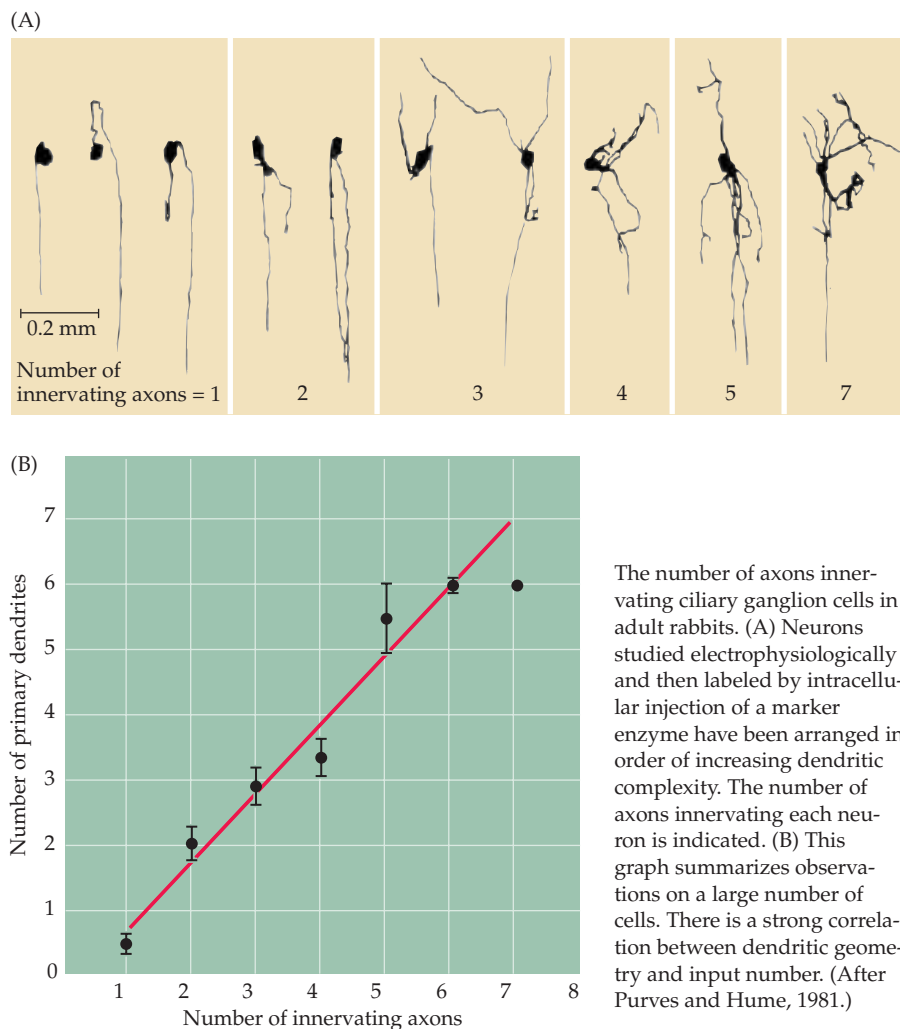 (A)
0.2 mm
Number of
innervating axons = 1
2
3
4
5
7
(B)
Number of primary dendrites
7
6
5
4
3
2
1
0
1
2
3
4
5
6
7
8
Number of innervating axons
The number of axons inner-
vating ciliary ganglion cells in
adult rabbits. (A) Neurons
studied electrophysiologically
and then labeled by intracellu-
lar injection of a marker
enzyme have been arranged in
order of increasing dendritic
complexity. The number of
axons innervating each neu-
ron is indicated. (B) This
graph summarizes observa-
tions on a large number of
cells. There is a strong correla-
tion between dendritic geome-
try and input number. (After
Purves and Hume, 1981.)